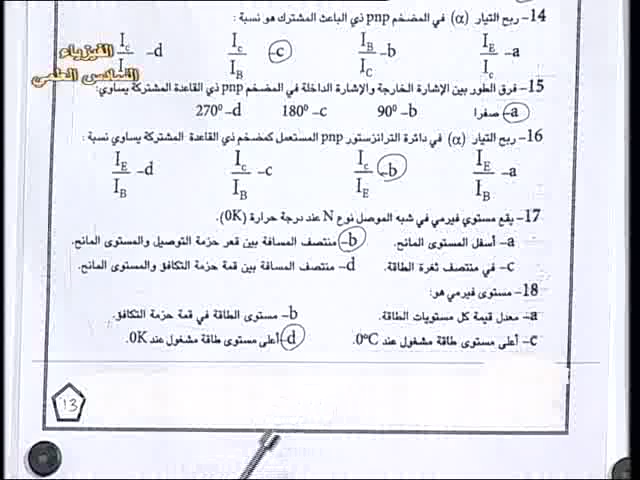 14- ربح التيار (α) في المضخم pnp ذي الباعث المشترك هو نسبة :
a- I_E/I_c b- I_B/I_C c- I_c/I_B d- I_c
الفيزياء
السادس العلمي
15- فرق الطور بين الإشارة الخارجة والإشارة الداخلة في المضخم pnp ذي القاعدة المشتركة يساوي:
a- صفرا b- 90° c- 180° d- 270°
16- ربح التيار (α) في دائرة الترانزستور pnp المستعمل كمضخم ذي القاعدة المشتركة يساوي نسبة :
a- I_E/I_B b- I_c/I_E c- I_c/I_B d- I_E/I_B
17- يقع مستوي فيرمي في شبه الموصل نوع N عند درجة حرارة (0K).
a- أسفل المستوى المانح. b- منتصف المسافة بين قعر حزمة التوصيل والمستوى المانح.
c- في منتصف ثغرة الطاقة. d- منتصف المسافة بين قمة حزمة التكافؤ والمستوى المانح.
18- مستوى فيرمي هو:
a- معدل قيمة كل مستويات الطاقة. b- مستوى الطاقة في قمة حزمة التكافؤ.
c- أعلى مستوى طاقة مشغول عند 0°C. d- أعلى مستوى طاقة مشغول عند 0K.
13